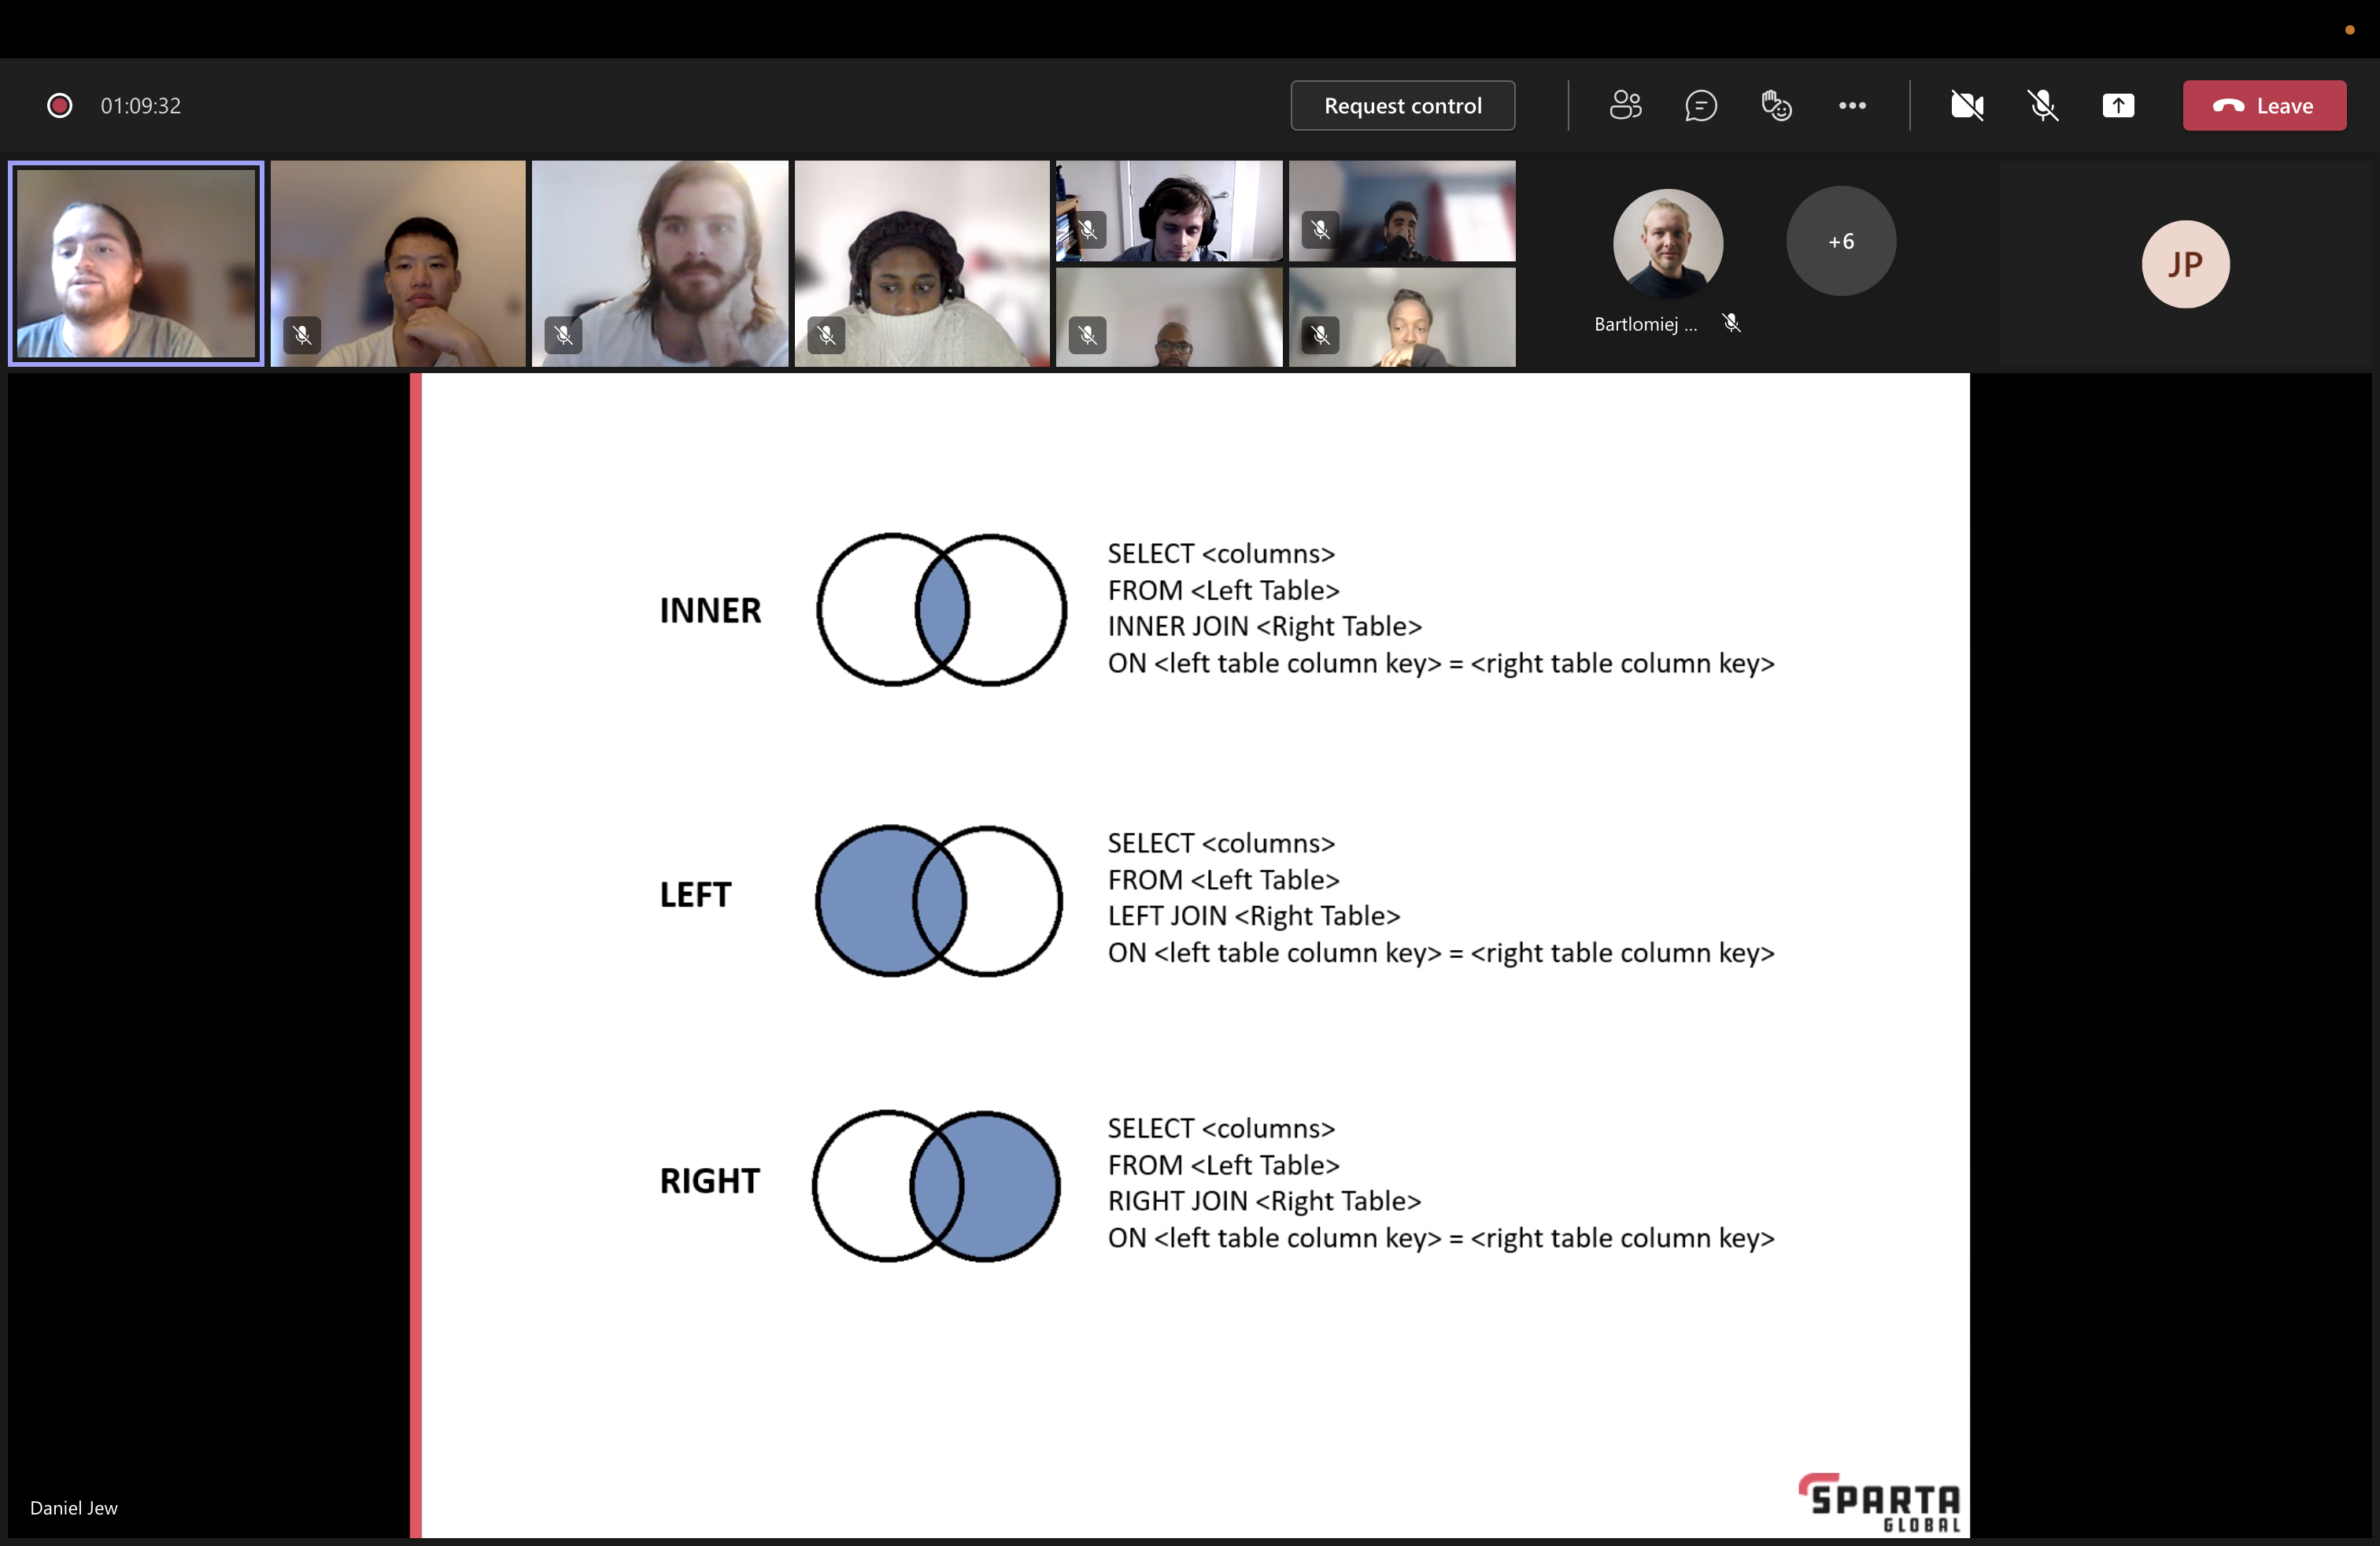 01:09:32
Request control
Leave
Bartlomiej ...
+6
JP
INNER
SELECT <columns>
FROM <Left Table>
INNER JOIN <Right Table>
ON <left table column key> = <right table column key>
LEFT
SELECT <columns>
FROM <Left Table>
LEFT JOIN <Right Table>
ON <left table column key> = <right table column key>
RIGHT
SELECT <columns>
FROM <Left Table>
RIGHT JOIN <Right Table>
ON <left table column key> = <right table column key>
Daniel Jew
SPARTA
GLOBAL